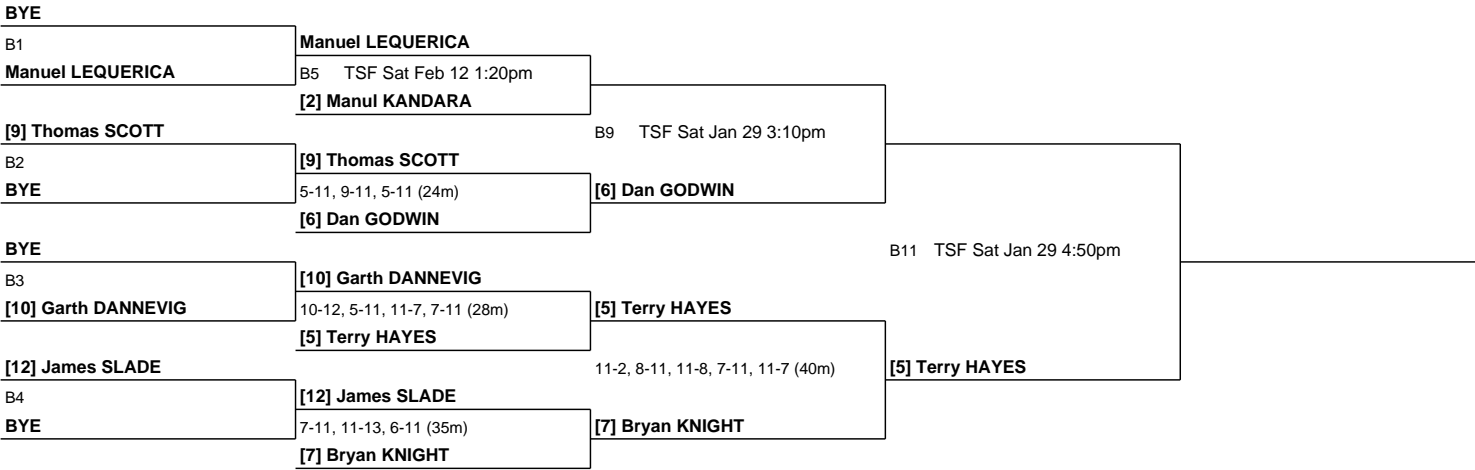 BYE
B1
Manuel LEQUERICA
Manuel LEQUERICA
B5 TSF Sat Feb 12 1:20pm
[2] Manul KANDARA
[9] Thomas SCOTT
B2
BYE
[9] Thomas SCOTT
5-11, 9-11, 5-11 (24m)
[6] Dan GODWIN
B9 TSF Sat Jan 29 3:10pm
[6] Dan GODWIN
BYE
B3
[10] Garth DANNEVIG
[10] Garth DANNEVIG
10-12, 5-11, 11-7, 7-11 (28m)
[5] Terry HAYES
[12] James SLADE
B4
BYE
[12] James SLADE
7-11, 11-13, 6-11 (35m)
[7] Bryan KNIGHT
[5] Terry HAYES
11-2, 8-11, 11-8, 7-11, 11-7 (40m)
[7] Bryan KNIGHT
B11 TSF Sat Jan 29 4:50pm
[5] Terry HAYES